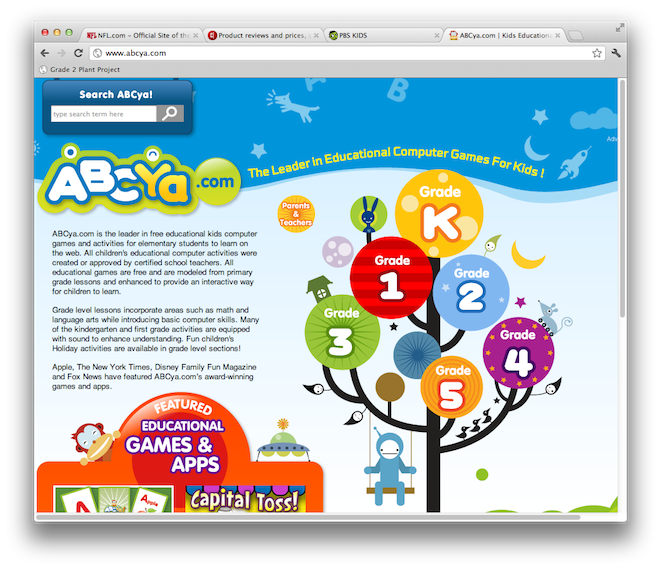 NFL.com – Official Site of the
Product reviews and prices,
PBS KIDS
ABCya.com | Kids Educationa
www.abcya.com
Grade 2 Plant Project
Search ABCya!
type search term here
A
B
Adv
ABCYa.com
The Leader in Educational Computer Games For Kids !
Parents
&
Teachers
Grade
K
Grade
1
Grade
2
Grade
3
Grade
4
Grade
5
ABCya.com is the leader in free educational kids computer
games and activities for elementary students to learn on
the web. All children's educational computer activities were
created or approved by certified school teachers. All
educational games are free and are modeled from primary
grade lessons and enhanced to provide an interactive way
for children to learn.
Grade level lessons incorporate areas such as math and
language arts while introducing basic computer skills. Many
of the kindergarten and first grade activities are equipped
with sound to enhance understanding. Fun children's
Holiday activities are available in grade level sections!
Apple, The New York Times, Disney Family Fun Magazine
and Fox News have featured ABCya.com's award-winning
games and apps.
FEATURED
EDUCATIONAL
GAMES &
APPS
Apple
Capital Toss!